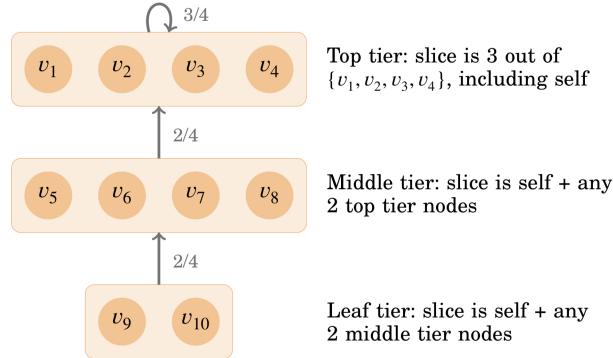 3/4
v₁ v₂ v₃ v₄
Top tier: slice is 3 out of
{v₁, v₂, v₃, v₄}, including self
2/4
v₅ v₆ v₇ v₈
Middle tier: slice is self + any
2 top tier nodes
2/4
v₉ v₁₀
Leaf tier: slice is self + any
2 middle tier nodes